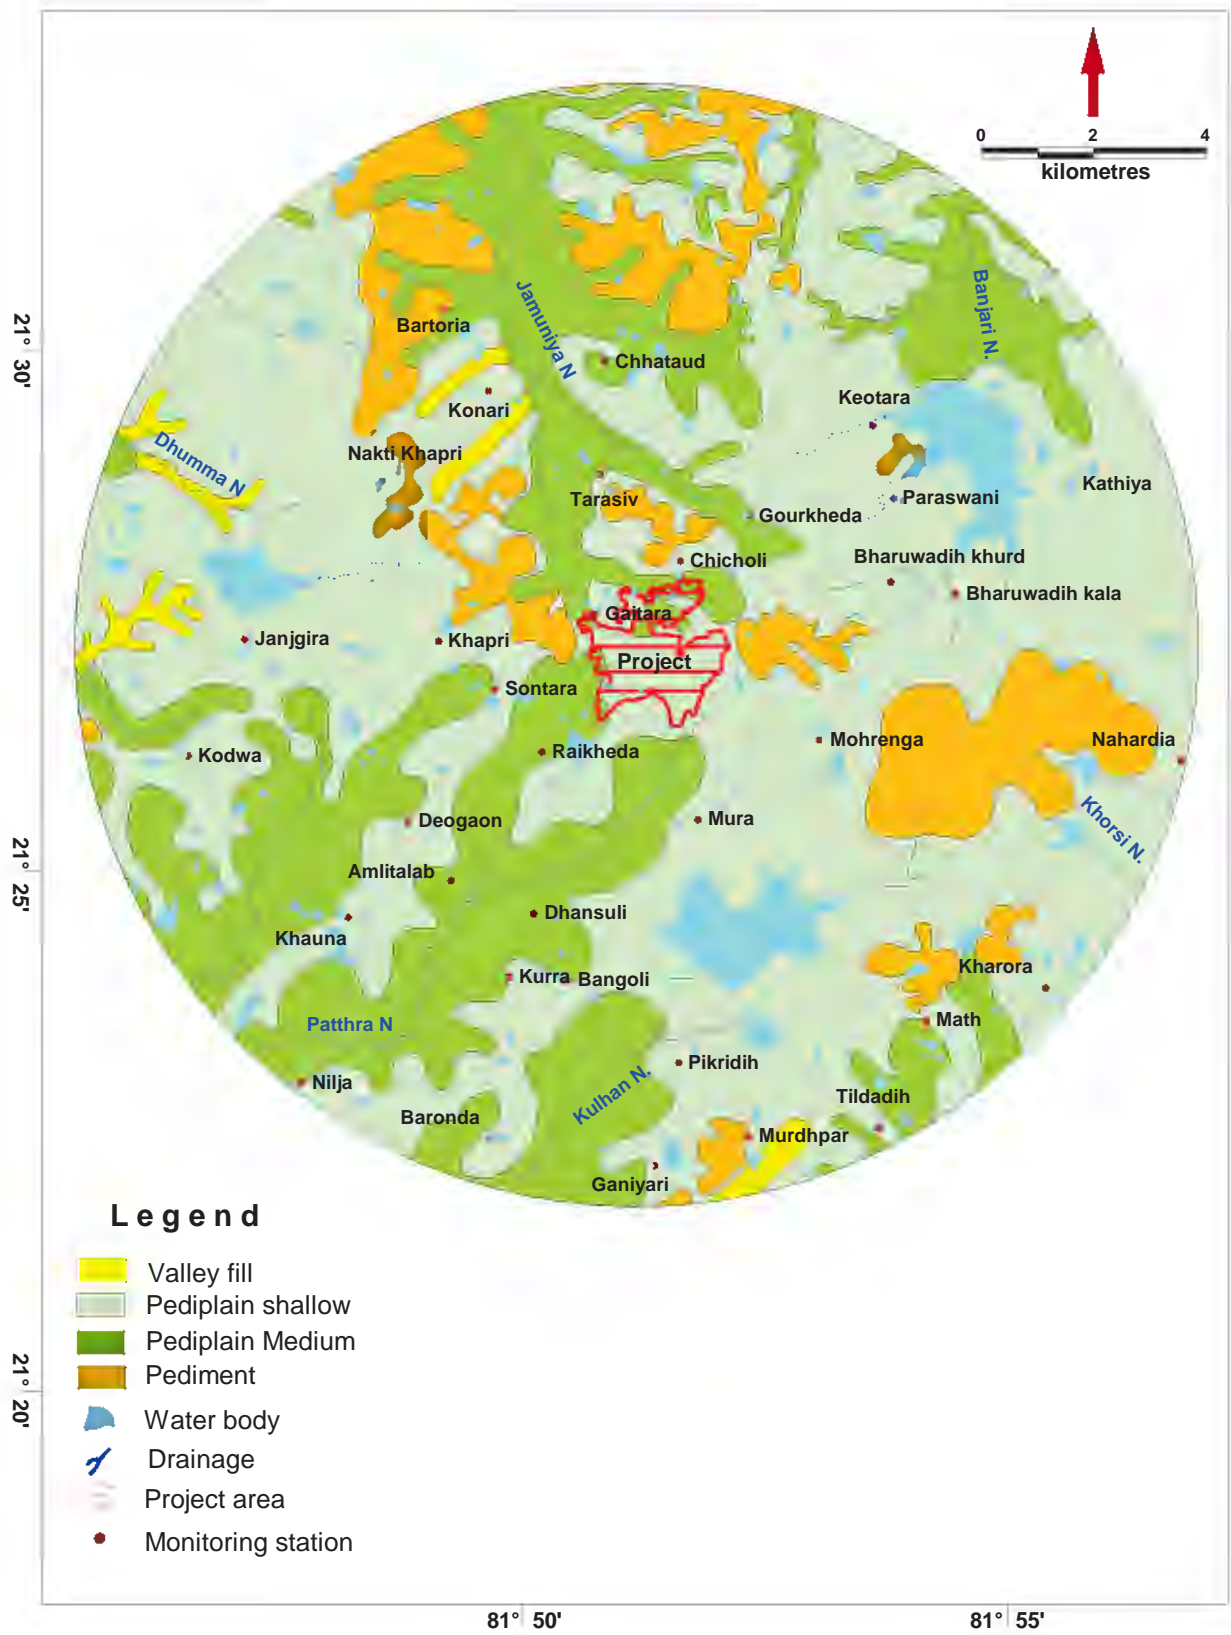 0 2 4
kilometres
21° 30'
Jamuniya N
Banjari N.
Bartoria
Chhataud
Konari
Keotara
Dhumma N
Nakti Khapri
Kathiya
Tarasiv
Paraswani
Gourkheda
Chicholi
Bharuwadih khurd
Bharuwadih kala
Gaitara
Janjgira
Khapri
Project
Sontara
Kodwa
Raikheda
Mohrenga
Nahardia
Deogaon
Mura
Khorsi N.
21° 25'
Amlitalab
Dhansuli
Khauna
Kurra
Bangoli
Kharora
Patthra N
Math
Nilja
Pikridih
Kulhan N.
Tildadih
Baronda
Murdhpar
Ganiyari
Legend
Valley fill
Pediplain shallow
Pediplain Medium
Pediment
21° 20'
Water body
Drainage
Project area
Monitoring station
81° 50'
81° 55'